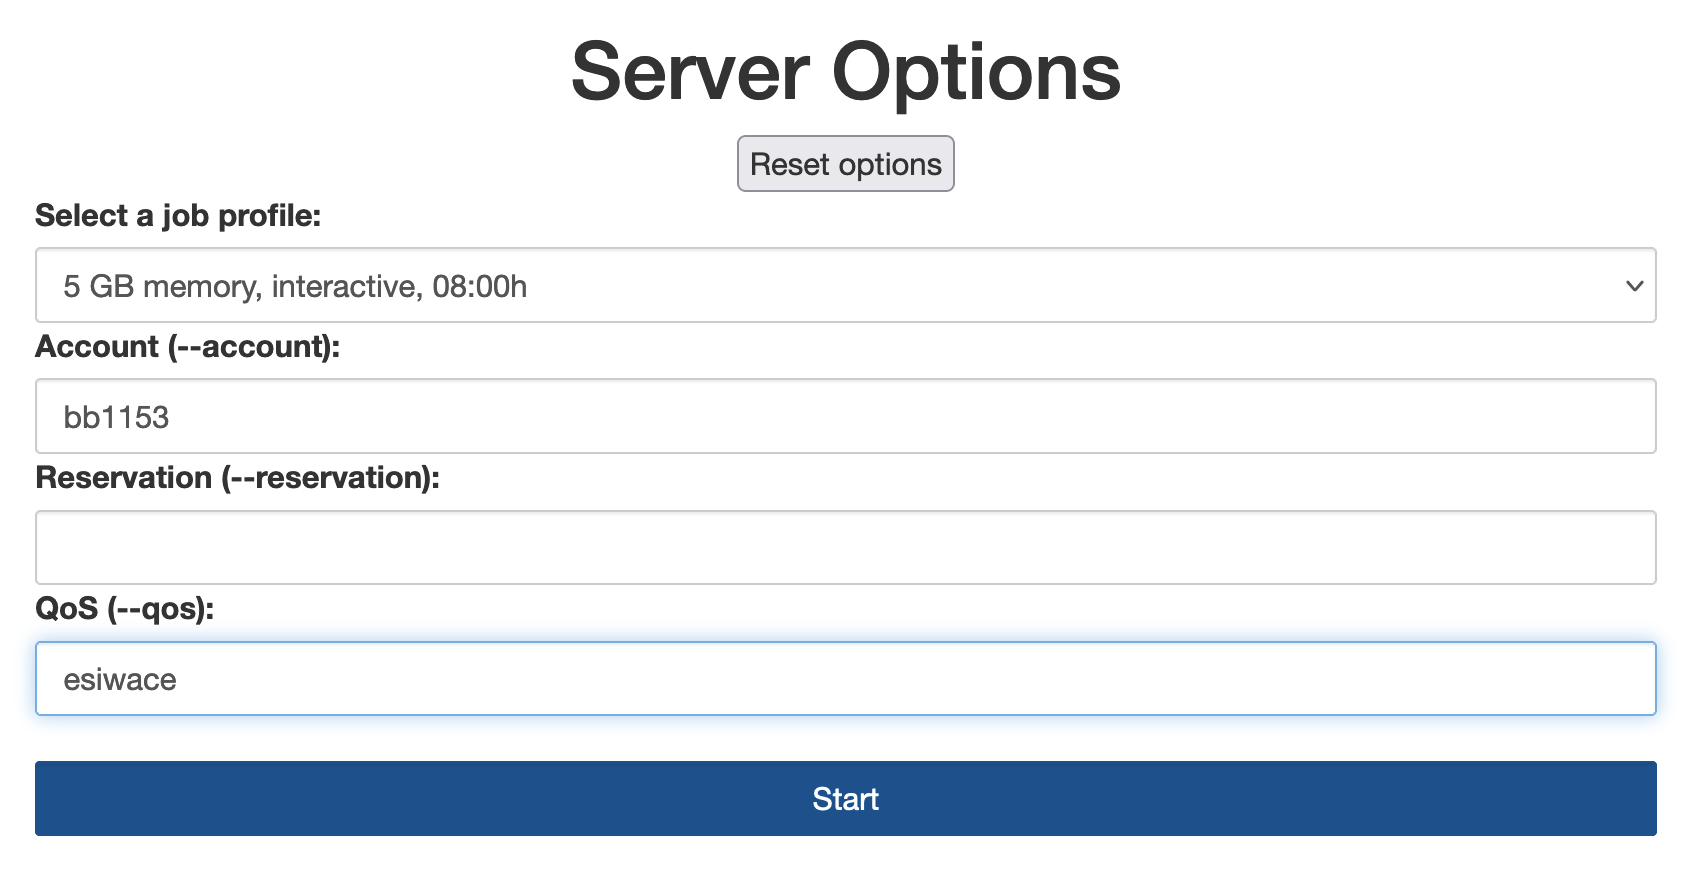 Server Options
Reset options
Select a job profile:
5 GB memory, interactive, 08:00h
Account (--account):
bb1153
Reservation (--reservation):
QoS (--qos):
esiwace
Start